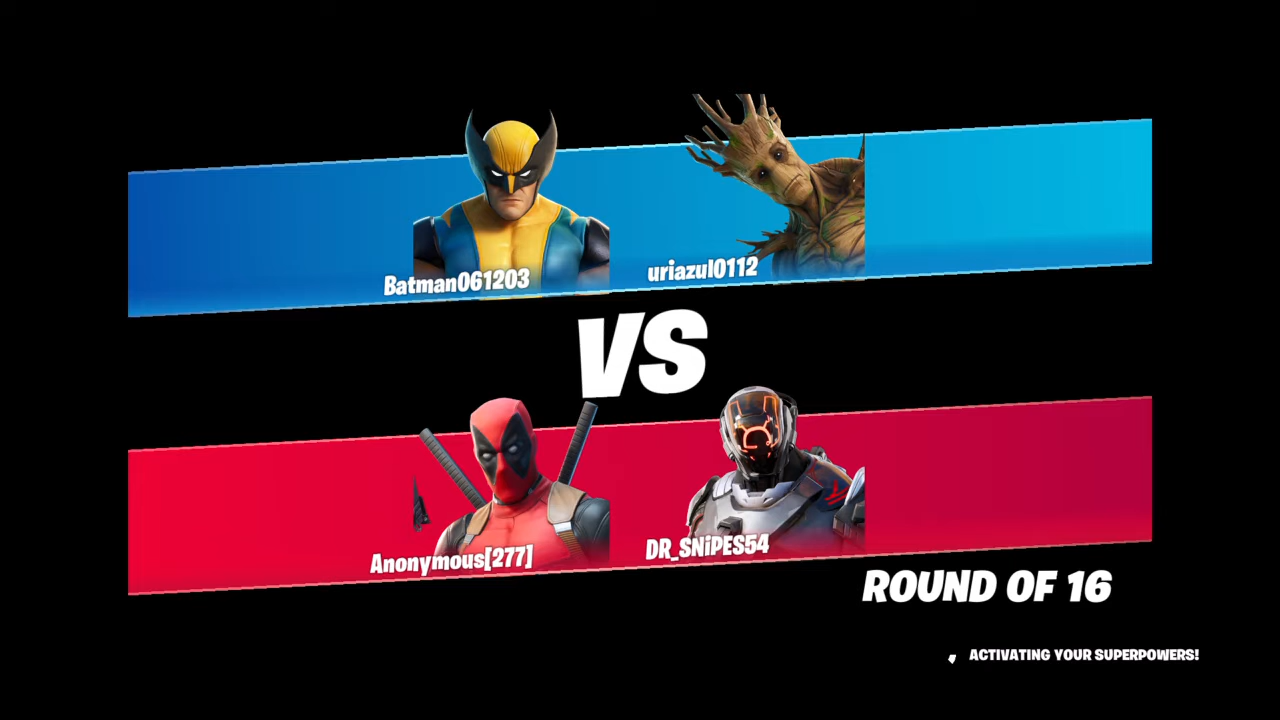 Batman061203
uriazul0112
VS
Anonymous[277]
DR_SNiPES54
ROUND OF 16
ACTIVATING YOUR SUPERPOWERS!